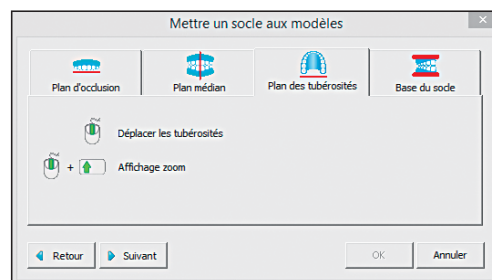 Mettre un socle aux modèles
Plan d'occlusion
Plan médian
Plan des tubérosités
Base du socle
Déplacer les tubérosités
+
Affichage zoom
Retour
Suivant
OK
Annuler